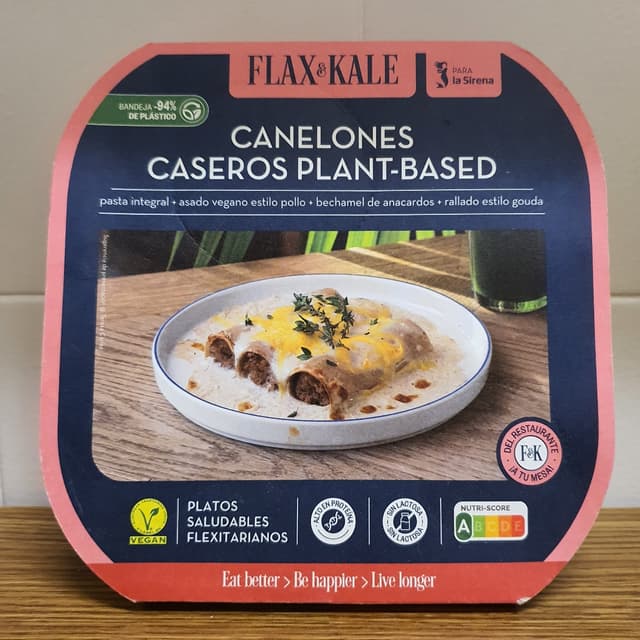 FLAX&KALE
PARA
la Sirena
BANDEJA -94%
DE PLÁSTICO
CANELONES
CASEROS PLANT-BASED
pasta integral + asado vegano estilo pollo + bechamel de anacardos + rallado estilo gouda
DEL RESTAURANTE
F&K
¡A TU MESA!
VEGAN
PLATOS
SALUDABLES
FLEXITARIANOS
ALTO EN PROTEÍNA
SIN LACTOSA
SIN LACTOSA
NUTRI-SCORE
A B C D E
Eat better > Be happier > Live longer